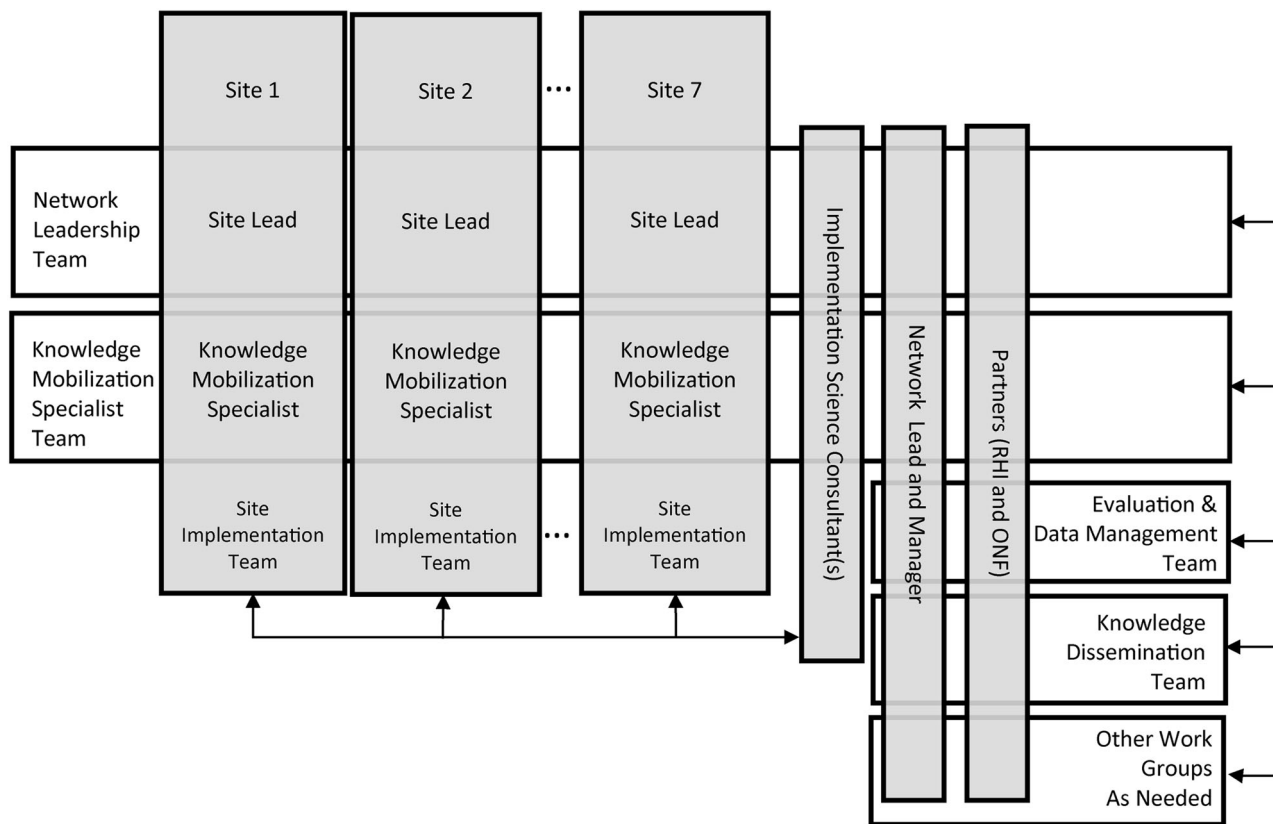 Site 1
Site 2
...
Site 7
Network
Leadership
Team
Site Lead
Site Lead
Site Lead
Knowledge
Mobilization
Specialist
Team
Knowledge
Mobilization
Specialist
Knowledge
Mobilization
Specialist
Knowledge
Mobilization
Specialist
Site
Implementation
Team
Site
Implementation
Team
...
Site
Implementation
Team
Implementation Science Consultant(s)
Network Lead and Manager
Partners (RHI and ONF)
Evaluation &
Data Management
Team
Knowledge
Dissemination
Team
Other Work
Groups
As Needed